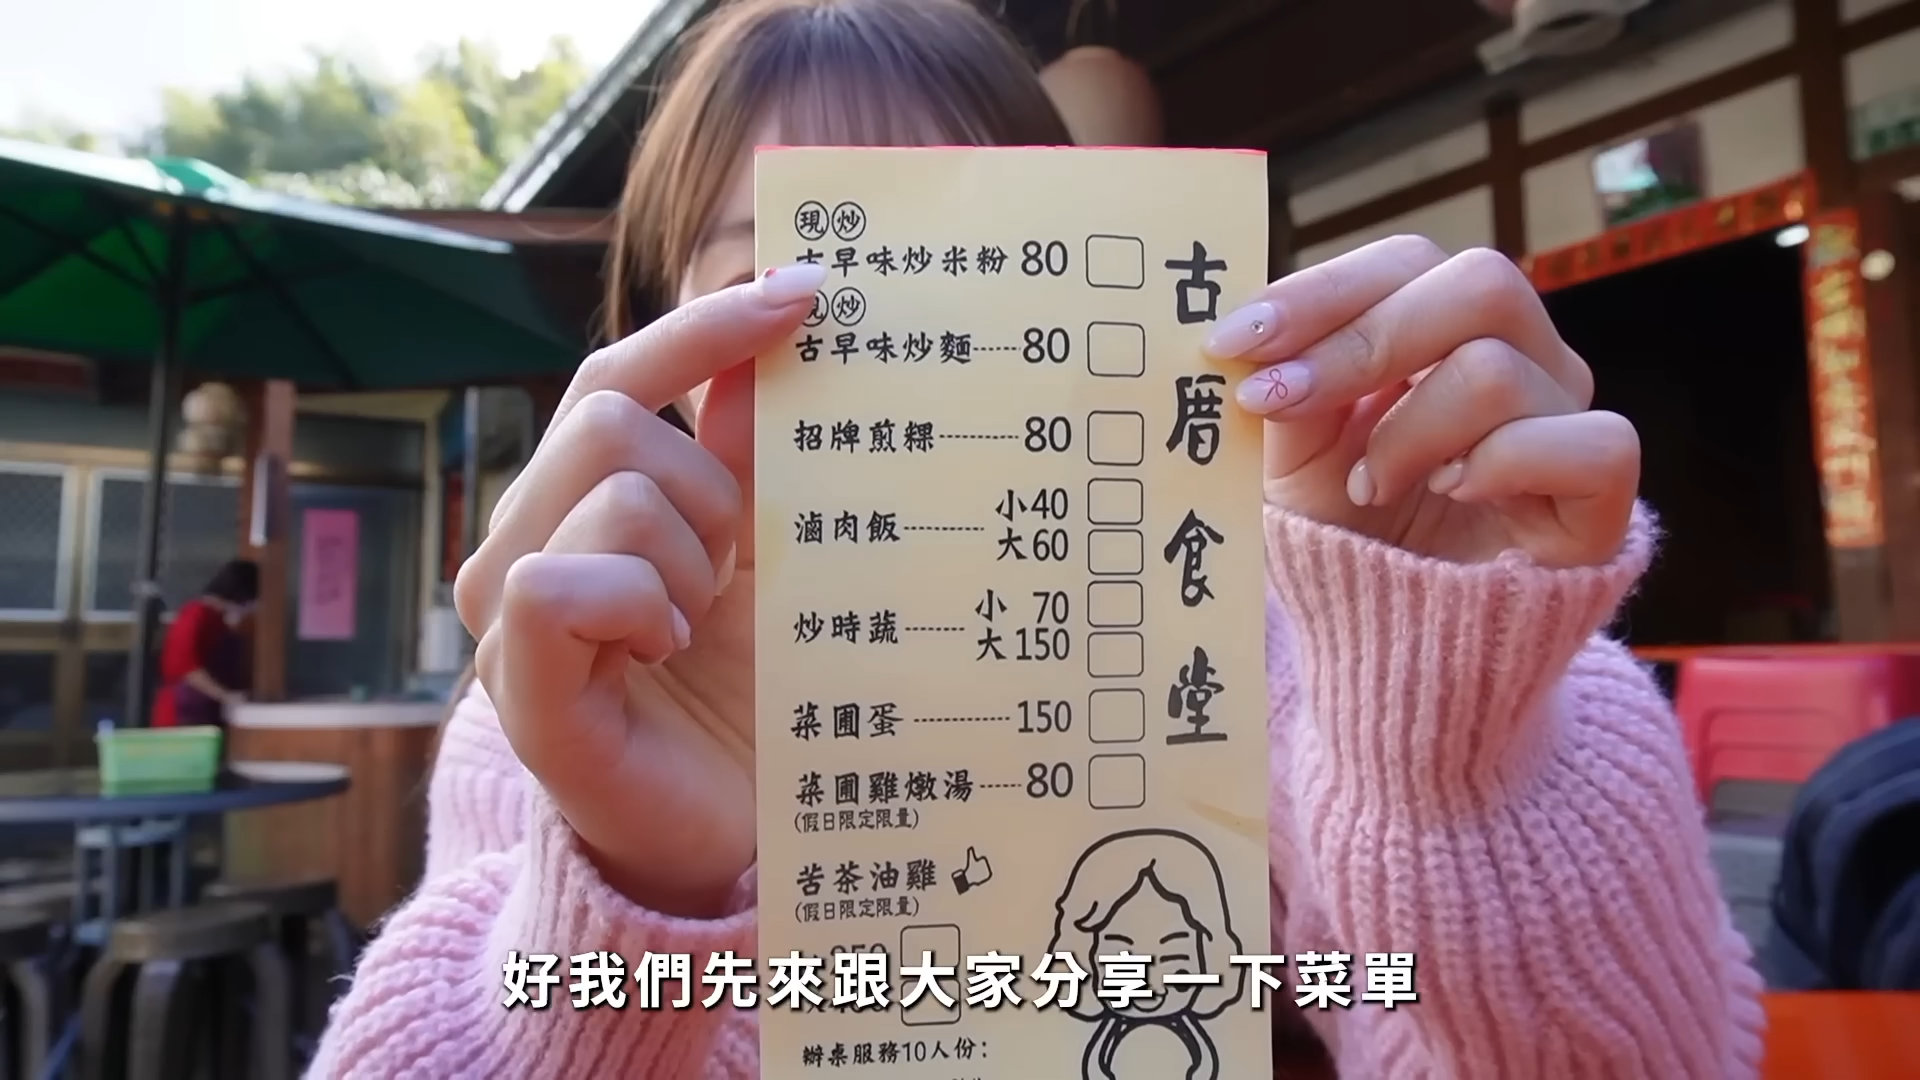 現炒
古早味炒米粉 80
現炒
古早味炒麵------80
招牌煎粿---------80
滷肉飯---------小40
大60
炒時蔬-------小 70
大150
菜圃蛋----------150
菜圃雞燉湯-----80
(假日限定限量)
苦茶油雞
(假日限定限量)
辦桌服務10人份：
古厝食堂
好我們先來跟大家分享一下菜單